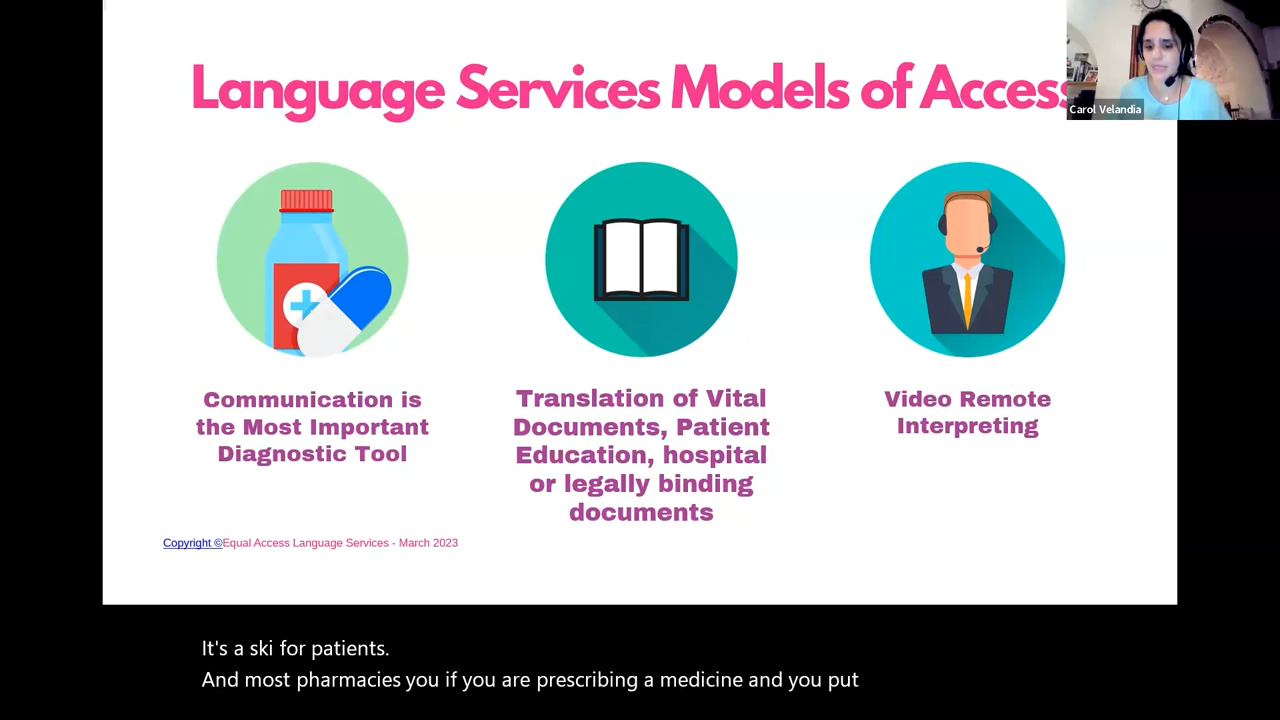 Language Services Models of Access
Carol Velandia
Communication is
the Most Important
Diagnostic Tool
Translation of Vital
Documents, Patient
Education, hospital
or legally binding
documents
Video Remote
Interpreting
Copyright ©Equal Access Language Services - March 2023
It's a ski for patients.
And most pharmacies you if you are prescribing a medicine and you put